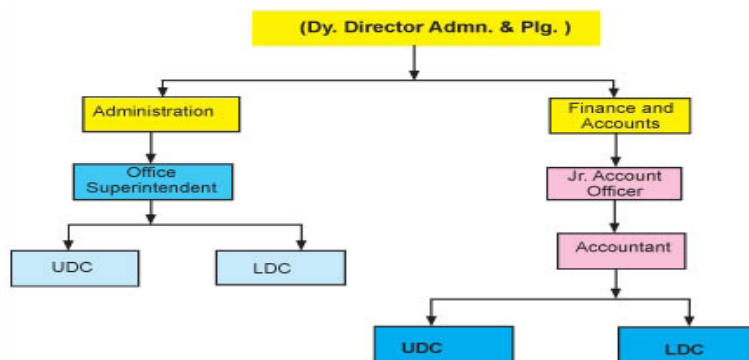 (Dy. Director Admn. & Plg. )
Administration
Finance and
Accounts
Office
Superintendent
Jr. Account
Officer
UDC
LDC
Accountant
UDC
LDC